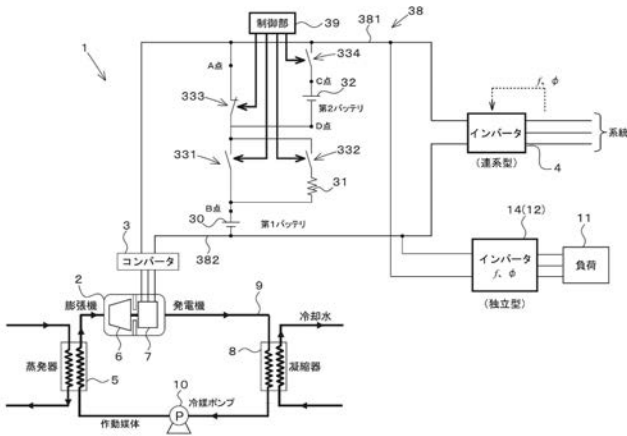 制御部
39
38
381
1
A点
334
C点
32
333
第2バッテリ
D点
f、φ
インバータ
系統
(連系型)
4
331
332
31
B点
30
第1バッテリ
382
3
コンバータ
14(12)
11
インバータ
f、φ
負荷
(独立型)
2
膨張機
発電機
9
冷却水
6
7
8
蒸発器
5
凝縮器
10
冷媒ポンプ
P
作動媒体